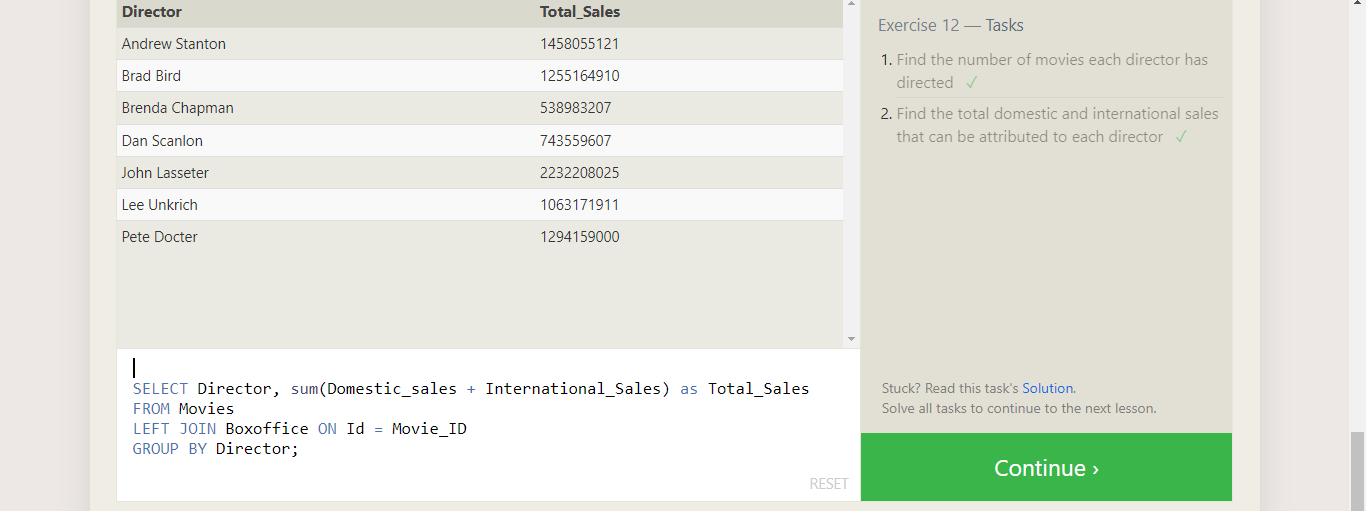 Director Total_Sales
Andrew Stanton 1458055121
Brad Bird 1255164910
Brenda Chapman 538983207
Dan Scanlon 743559607
John Lasseter 2232208025
Lee Unkrich 1063171911
Pete Docter 1294159000
SELECT Director, sum(Domestic_sales + International_Sales) as Total_Sales
FROM Movies
LEFT JOIN Boxoffice ON Id = Movie_ID
GROUP BY Director;
RESET
Exercise 12 — Tasks
1. Find the number of movies each director has
directed ✓
2. Find the total domestic and international sales
that can be attributed to each director ✓
Stuck? Read this task's Solution.
Solve all tasks to continue to the next lesson.
Continue ›